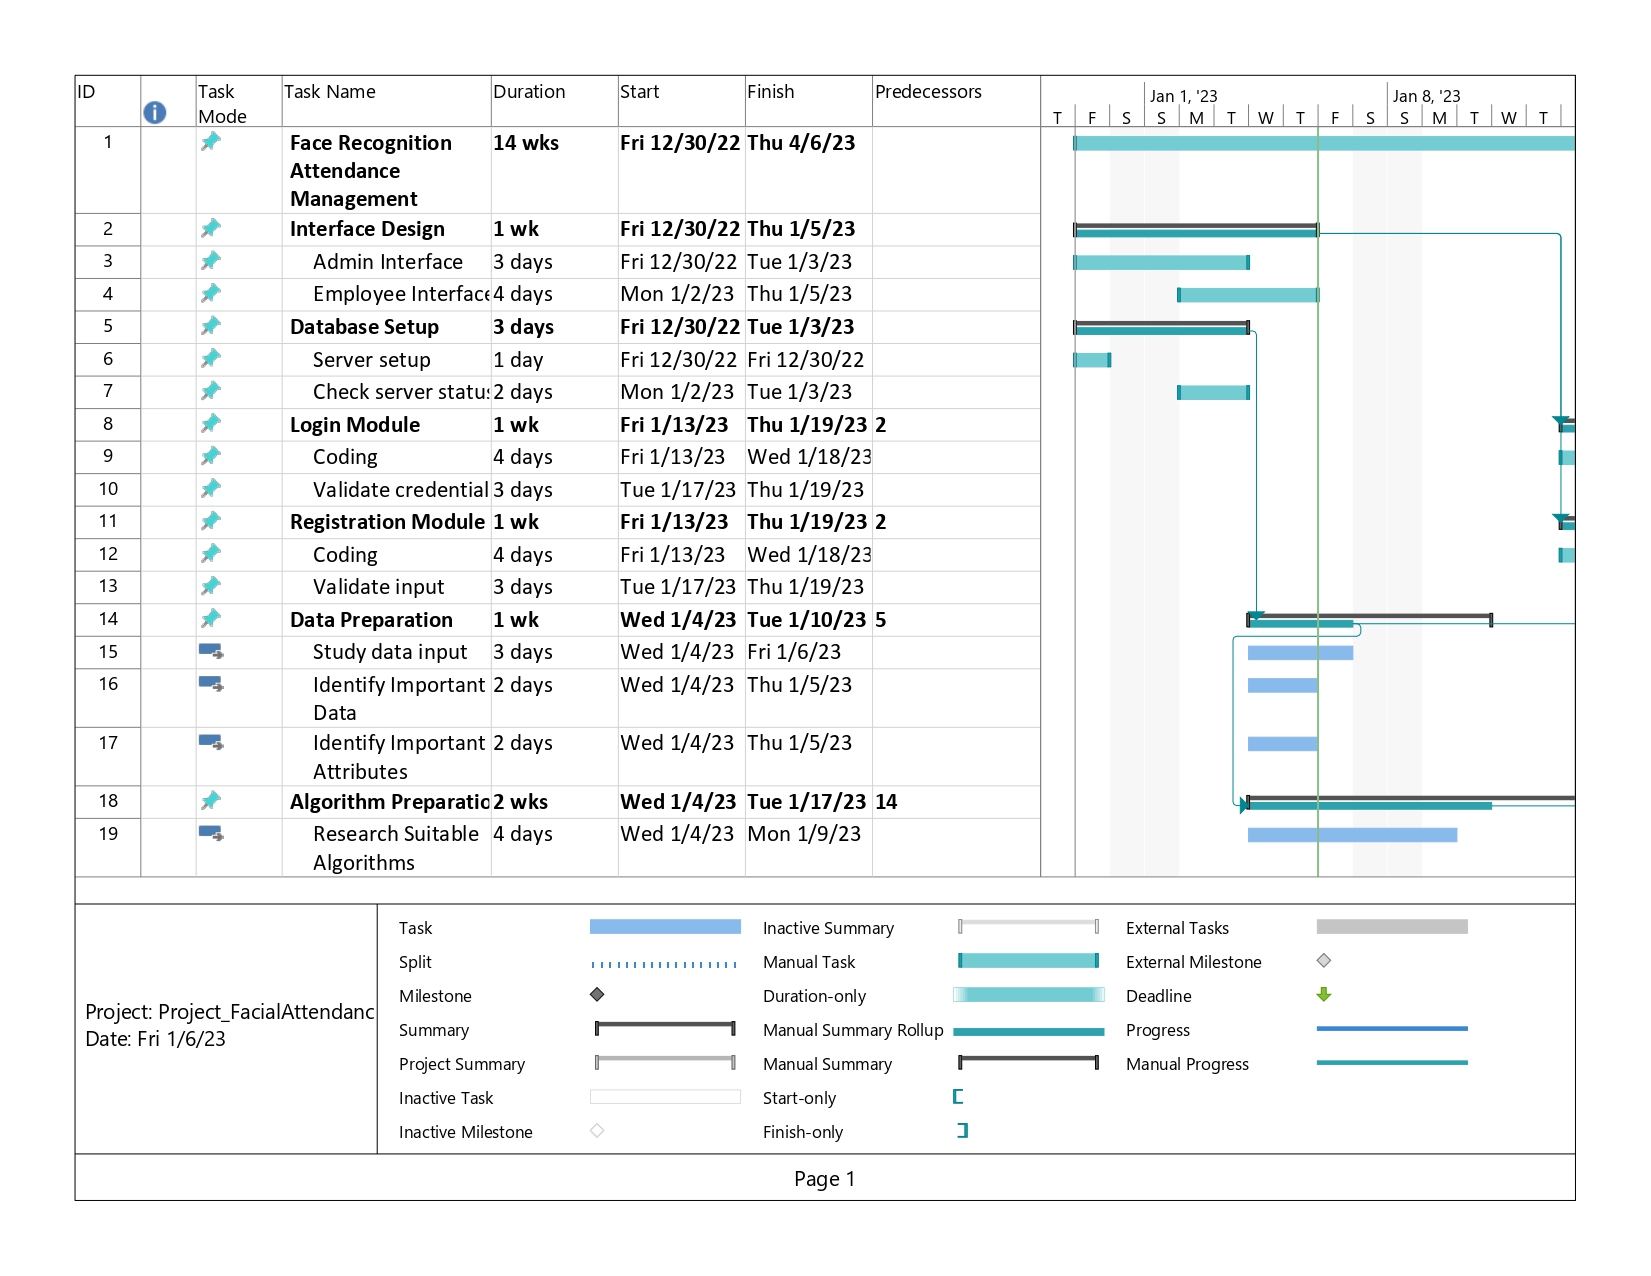 ID Task Mode Task Name Duration Start Finish Predecessors
Jan 1, '23 Jan 8, '23
T F S S M T W T F S S M T W T
1 Face Recognition 14 wks Fri 12/30/22 Thu 4/6/23
Attendance
Management
2 Interface Design 1 wk Fri 12/30/22 Thu 1/5/23
3 Admin Interface 3 days Fri 12/30/22 Tue 1/3/23
4 Employee Interface 4 days Mon 1/2/23 Thu 1/5/23
5 Database Setup 3 days Fri 12/30/22 Tue 1/3/23
6 Server setup 1 day Fri 12/30/22 Fri 12/30/22
7 Check server status 2 days Mon 1/2/23 Tue 1/3/23
8 Login Module 1 wk Fri 1/13/23 Thu 1/19/23 2
9 Coding 4 days Fri 1/13/23 Wed 1/18/23
10 Validate credential 3 days Tue 1/17/23 Thu 1/19/23
11 Registration Module 1 wk Fri 1/13/23 Thu 1/19/23 2
12 Coding 4 days Fri 1/13/23 Wed 1/18/23
13 Validate input 3 days Tue 1/17/23 Thu 1/19/23
14 Data Preparation 1 wk Wed 1/4/23 Tue 1/10/23 5
15 Study data input 3 days Wed 1/4/23 Fri 1/6/23
16 Identify Important 2 days Wed 1/4/23 Thu 1/5/23
Data
17 Identify Important 2 days Wed 1/4/23 Thu 1/5/23
Attributes
18 Algorithm Preparatio 2 wks Wed 1/4/23 Tue 1/17/23 14
19 Research Suitable 4 days Wed 1/4/23 Mon 1/9/23
Algorithms
Project: Project_FacialAttendanc
Date: Fri 1/6/23
Task Inactive Summary External Tasks
Split Manual Task External Milestone
Milestone Duration-only Deadline
Summary Manual Summary Rollup Progress
Project Summary Manual Summary Manual Progress
Inactive Task Start-only
Inactive Milestone Finish-only
Page 1